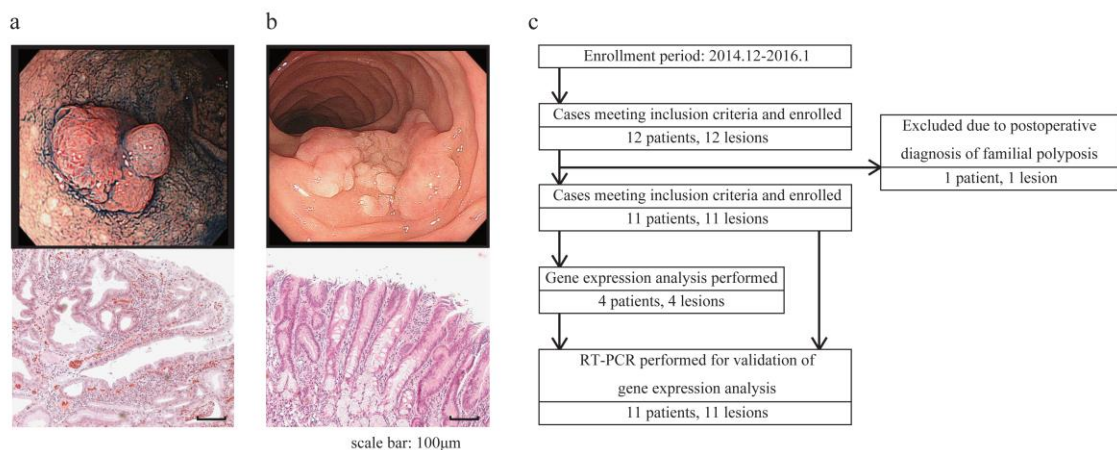 a
b
c
Enrollment period: 2014.12-2016.1
Cases meeting inclusion criteria and enrolled
12 patients, 12 lesions
Excluded due to postoperative
diagnosis of familial polyposis
1 patient, 1 lesion
Cases meeting inclusion criteria and enrolled
11 patients, 11 lesions
Gene expression analysis performed
4 patients, 4 lesions
RT-PCR performed for validation of
gene expression analysis
11 patients, 11 lesions
scale bar: 100μm